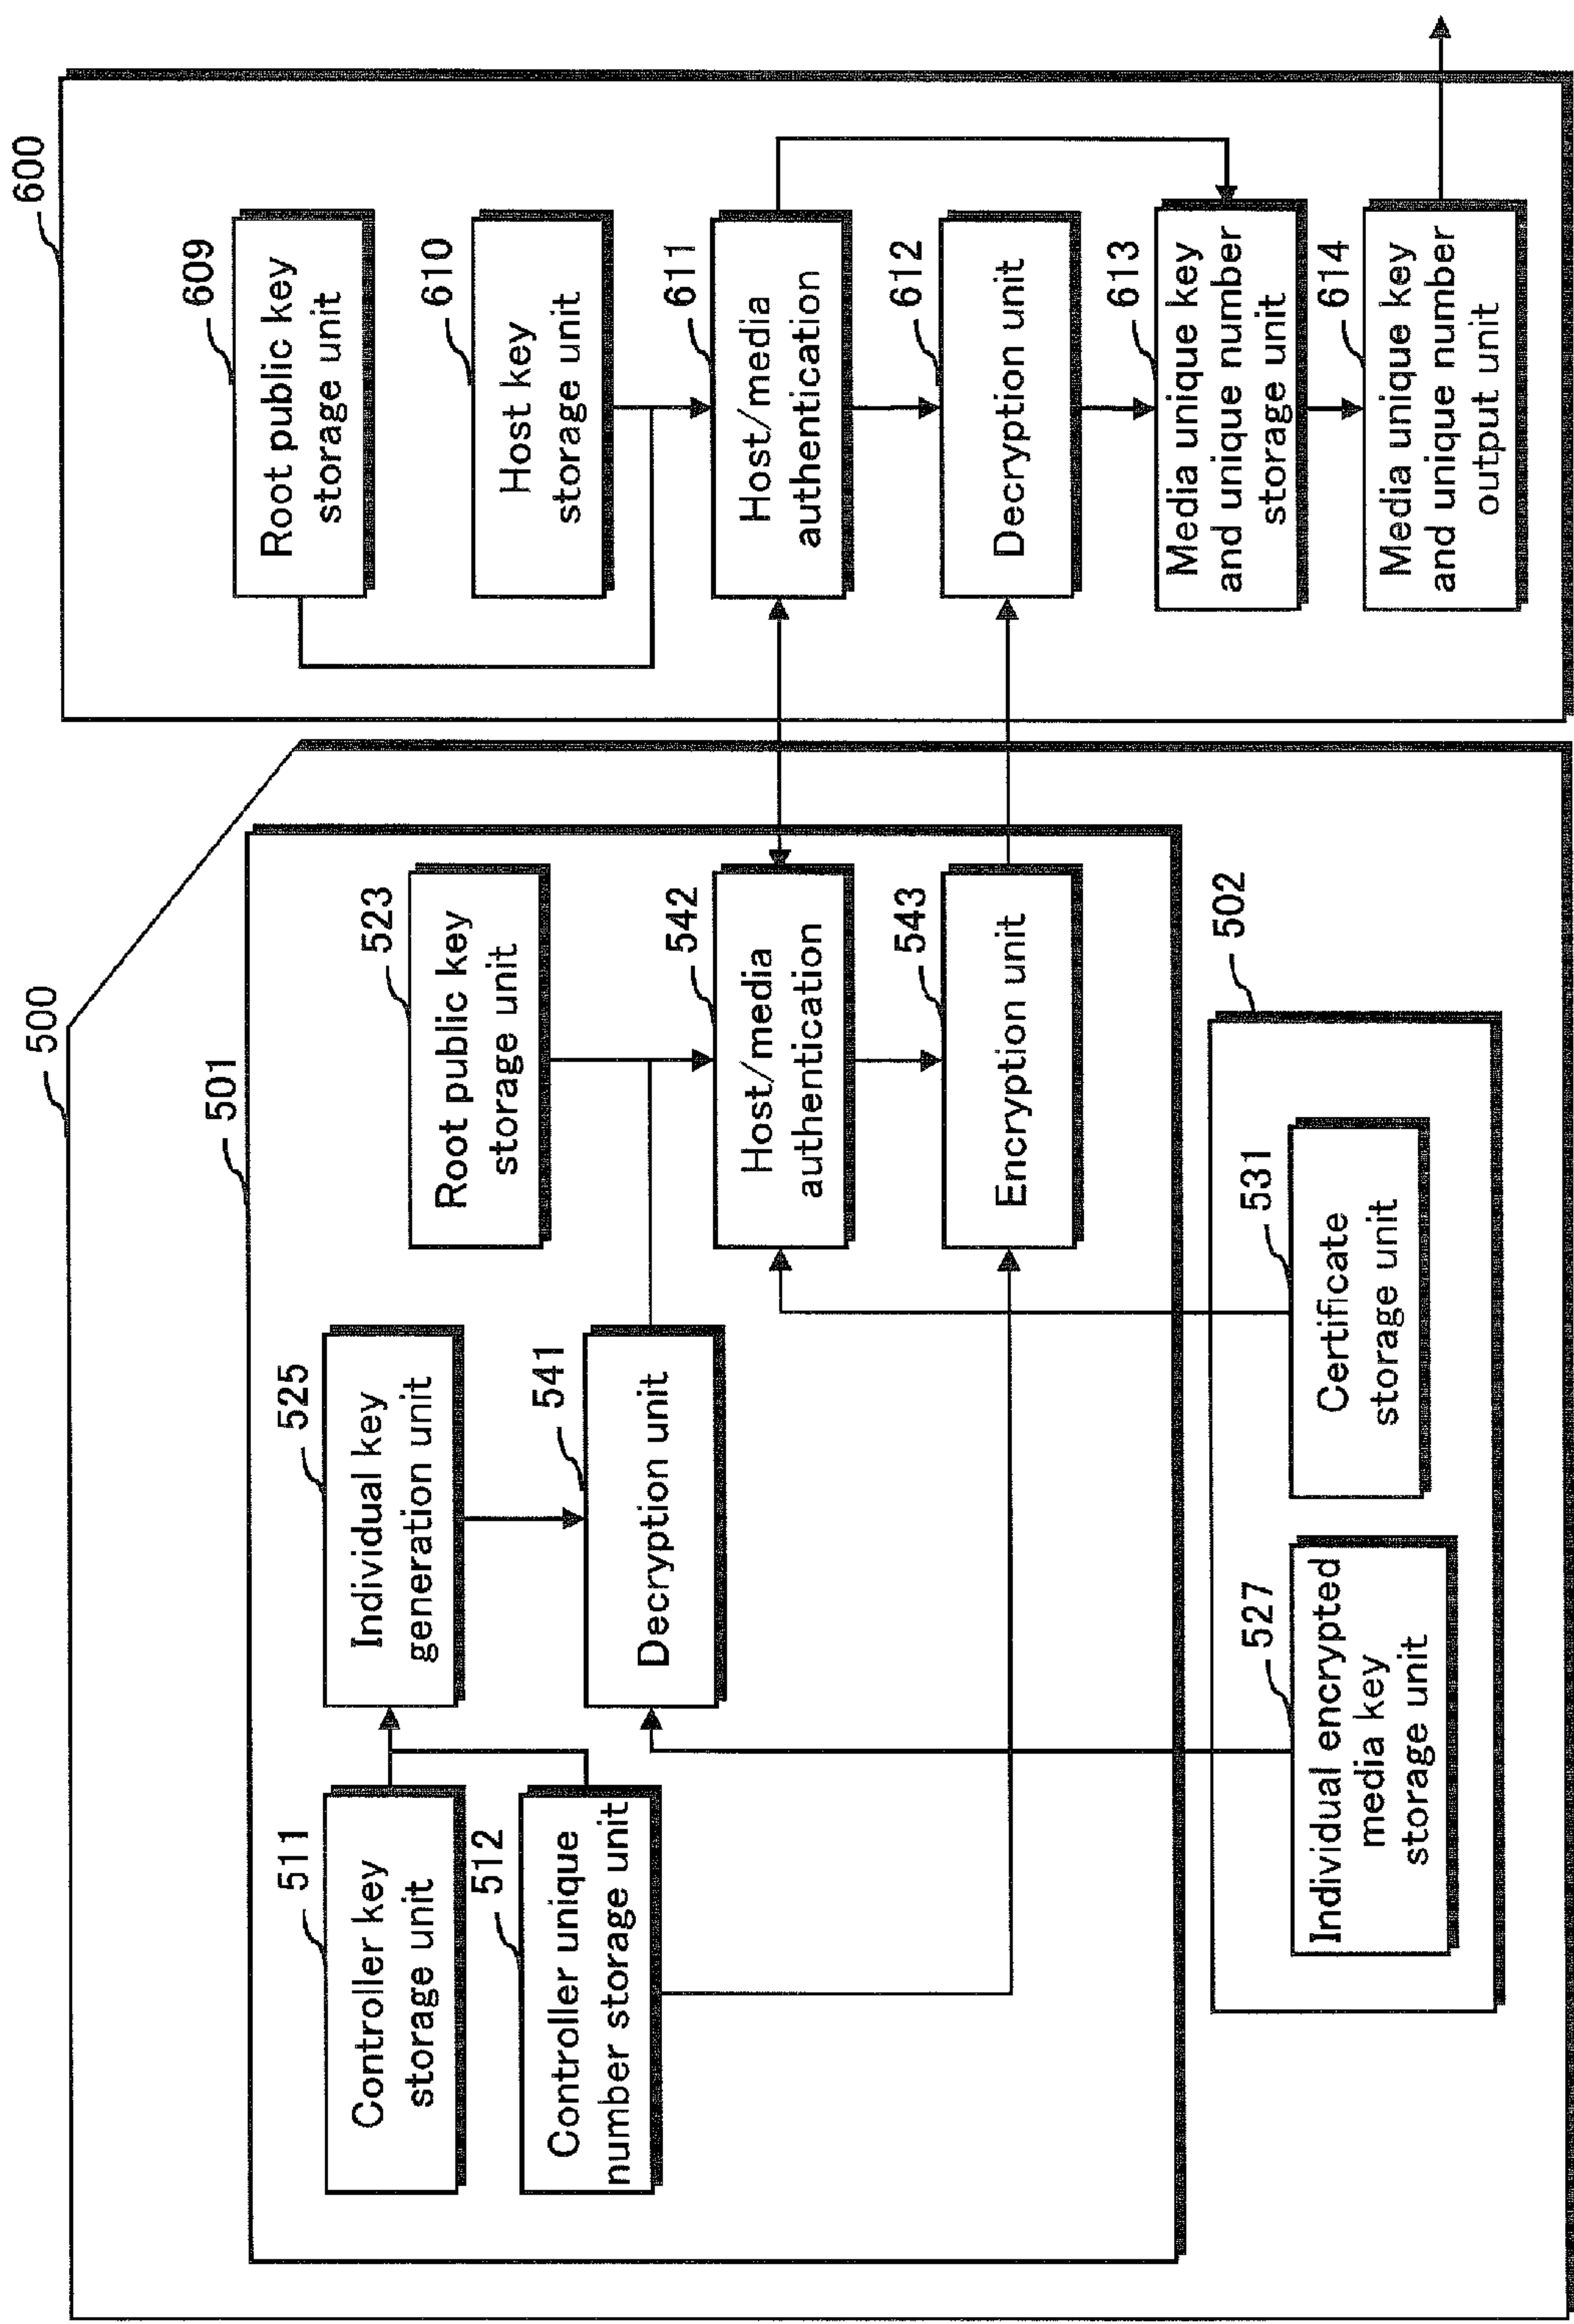 500
501
511
Controller key
storage unit
512
Controller unique
number storage unit
525
Individual key
generation unit
541
Decryption unit
523
Root public key
storage unit
542
Host/media
authentication
543
Encryption unit
502
527
Individual encrypted
media key
storage unit
531
Certificate
storage unit
600
609
Root public key
storage unit
610
Host key
storage unit
611
Host/media
authentication
612
Decryption unit
613
Media unique key
and unique number
storage unit
614
Media unique key
and unique number
output unit